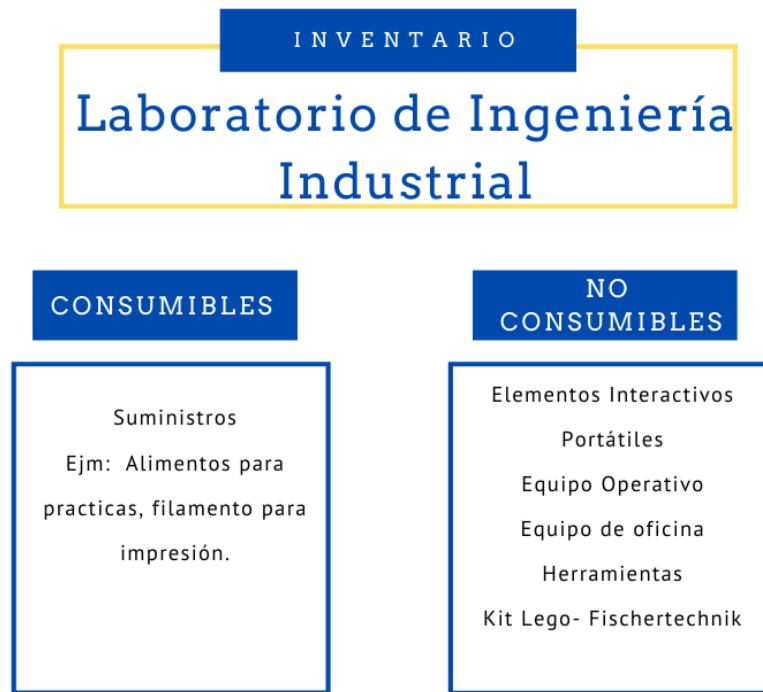 INVENTARIO
Laboratorio de Ingeniería
Industrial
CONSUMIBLES
Suministros
Ejm: Alimentos para
practicas, filamento para
impresión.
NO
CONSUMIBLES
Elementos Interactivos
Portátiles
Equipo Operativo
Equipo de oficina
Herramientas
Kit Lego- Fischertechnik